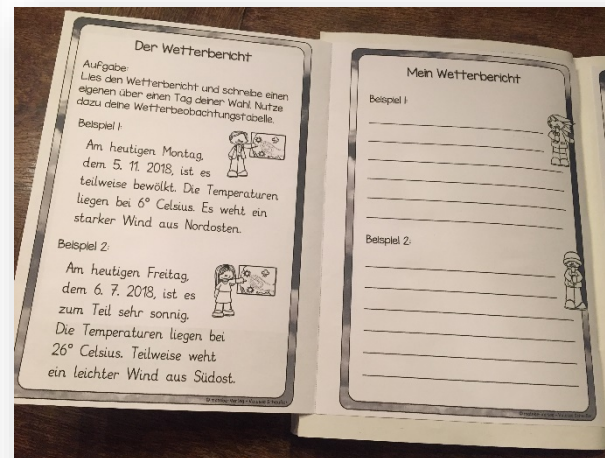 Der Wetterbericht
Aufgabe:
Lies den Wetterbericht und schreibe einen
eigenen über einen Tag deiner Wahl. Nutze
dazu deine Wetterbeobachtungstabelle.
Beispiel 1:
Am heutigen Montag,
dem 5. 11. 2018, ist es
teilweise bewölkt. Die Temperaturen
liegen bei 6° Celsius. Es weht ein
starker Wind aus Nordosten.
Beispiel 2:
Am heutigen Freitag,
dem 6. 7. 2018, ist es
zum Teil sehr sonnig.
Die Temperaturen liegen bei
26° Celsius. Teilweise weht
ein leichter Wind aus Südost.
Mein Wetterbericht
Beispiel 1:
Beispiel 2: